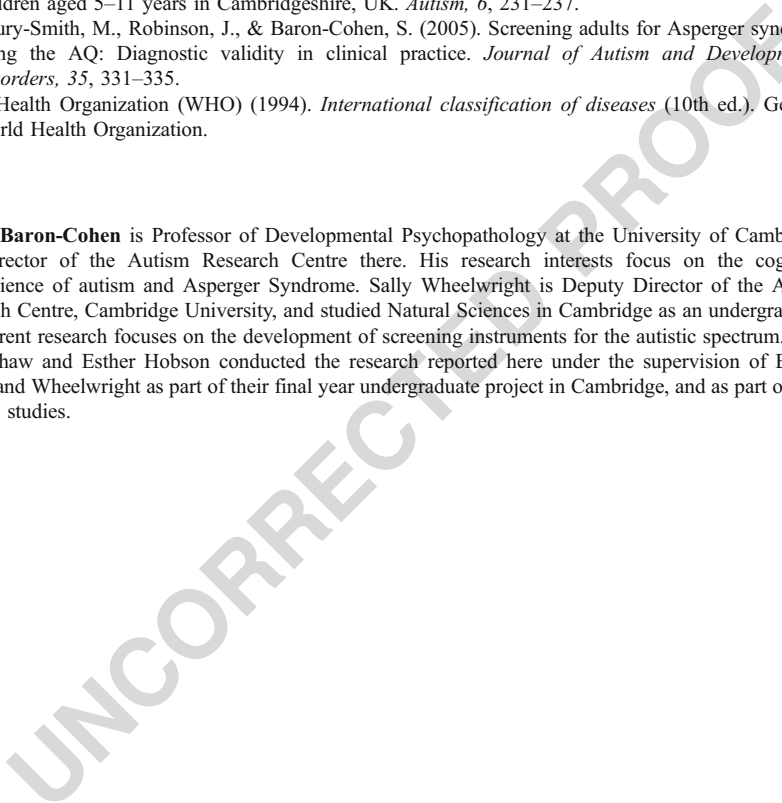 ldren aged 5–11 years in Cambridgeshire, UK. Autism, 6, 231–237.
ury-Smith, M., Robinson, J., & Baron-Cohen, S. (2005). Screening adults for Asperger synd
ng the AQ: Diagnostic validity in clinical practice. Journal of Autism and Developm
orders, 35, 331–335.
Health Organization (WHO) (1994). International classification of diseases (10th ed.). Ge
rld Health Organization.
Baron-Cohen is Professor of Developmental Psychopathology at the University of Camb
rector of the Autism Research Centre there. His research interests focus on the cog
ience of autism and Asperger Syndrome. Sally Wheelwright is Deputy Director of the A
h Centre, Cambridge University, and studied Natural Sciences in Cambridge as an undergra
rent research focuses on the development of screening instruments for the autistic spectrum.
haw and Esther Hobson conducted the research reported here under the supervision of B
and Wheelwright as part of their final year undergraduate project in Cambridge, and as part o
studies.
UNCORRECTED PROOF